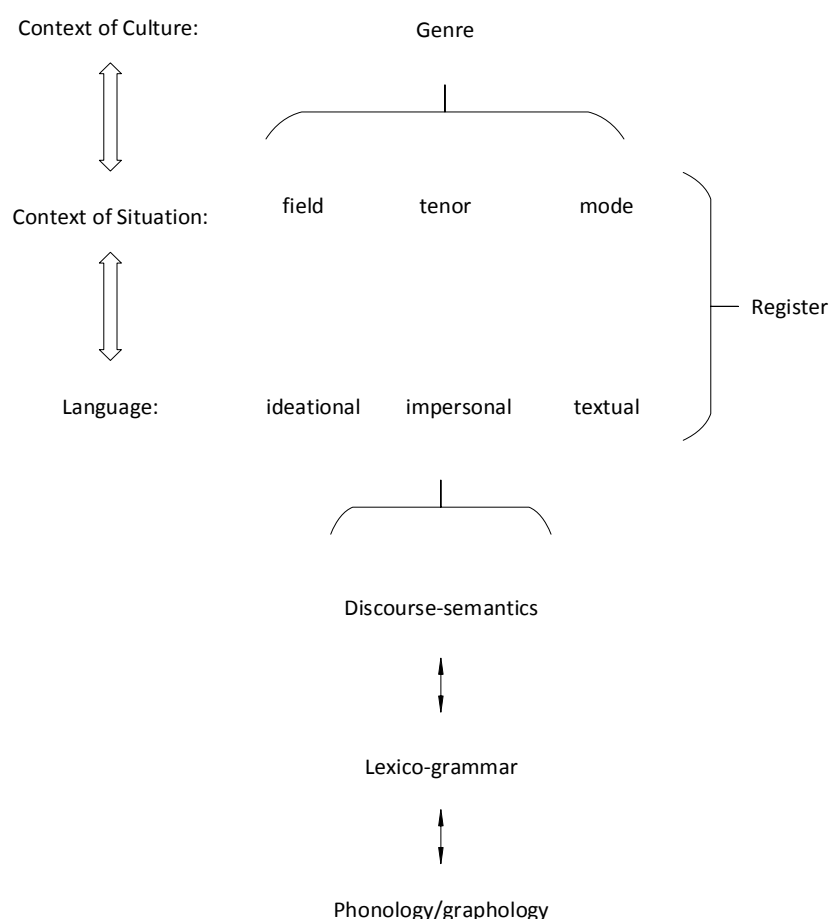 Context of Culture: Genre
Context of Situation: field tenor mode
Register
Language: ideational impersonal textual
Discourse-semantics
Lexico-grammar
Phonology/graphology